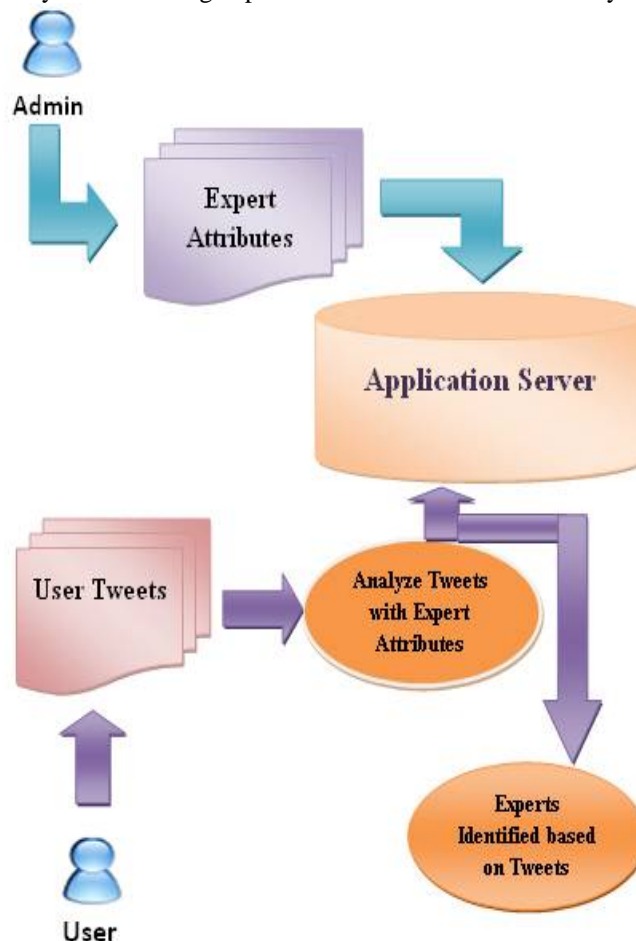 Admin
Expert
Attributes
Application Server
User Tweets
Analyze Tweets
with Expert
Attributes
Experts
Identified based
on Tweets
User